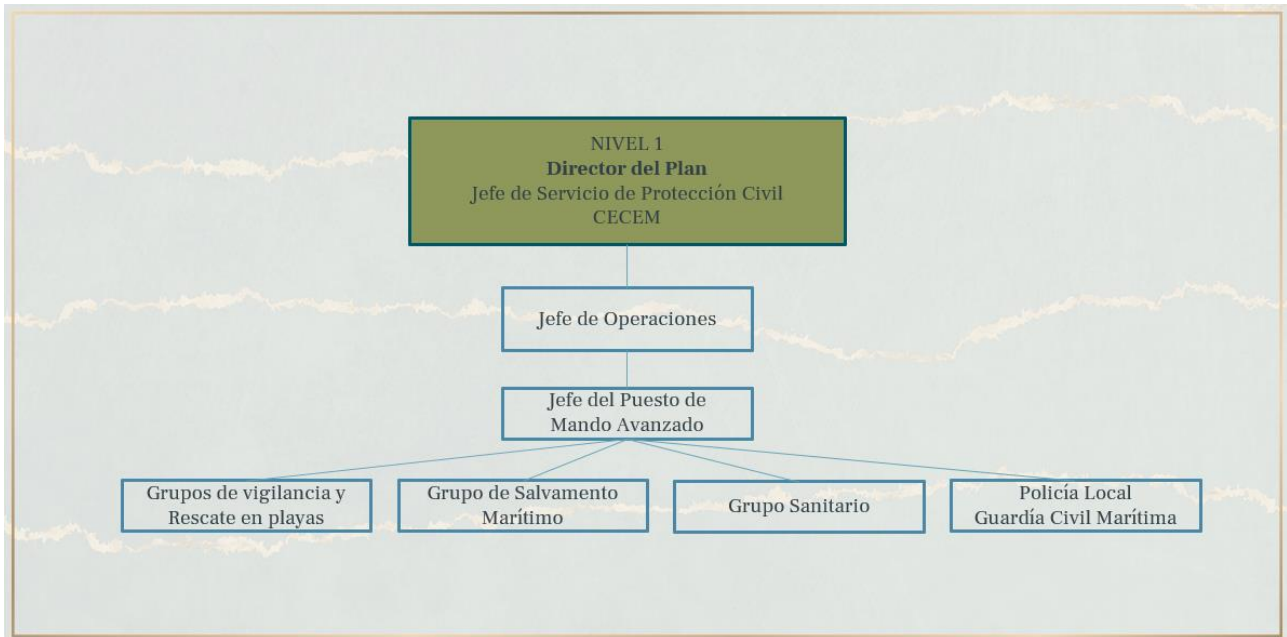 NIVEL 1
Director del Plan
Jefe de Servicio de Protección Civil
CECEM
Jefe de Operaciones
Jefe del Puesto de
Mando Avanzado
Grupos de vigilancia y
Rescate en playas
Grupo de Salvamento
Marítimo
Grupo Sanitario
Policía Local
Guardía Civil Marítima